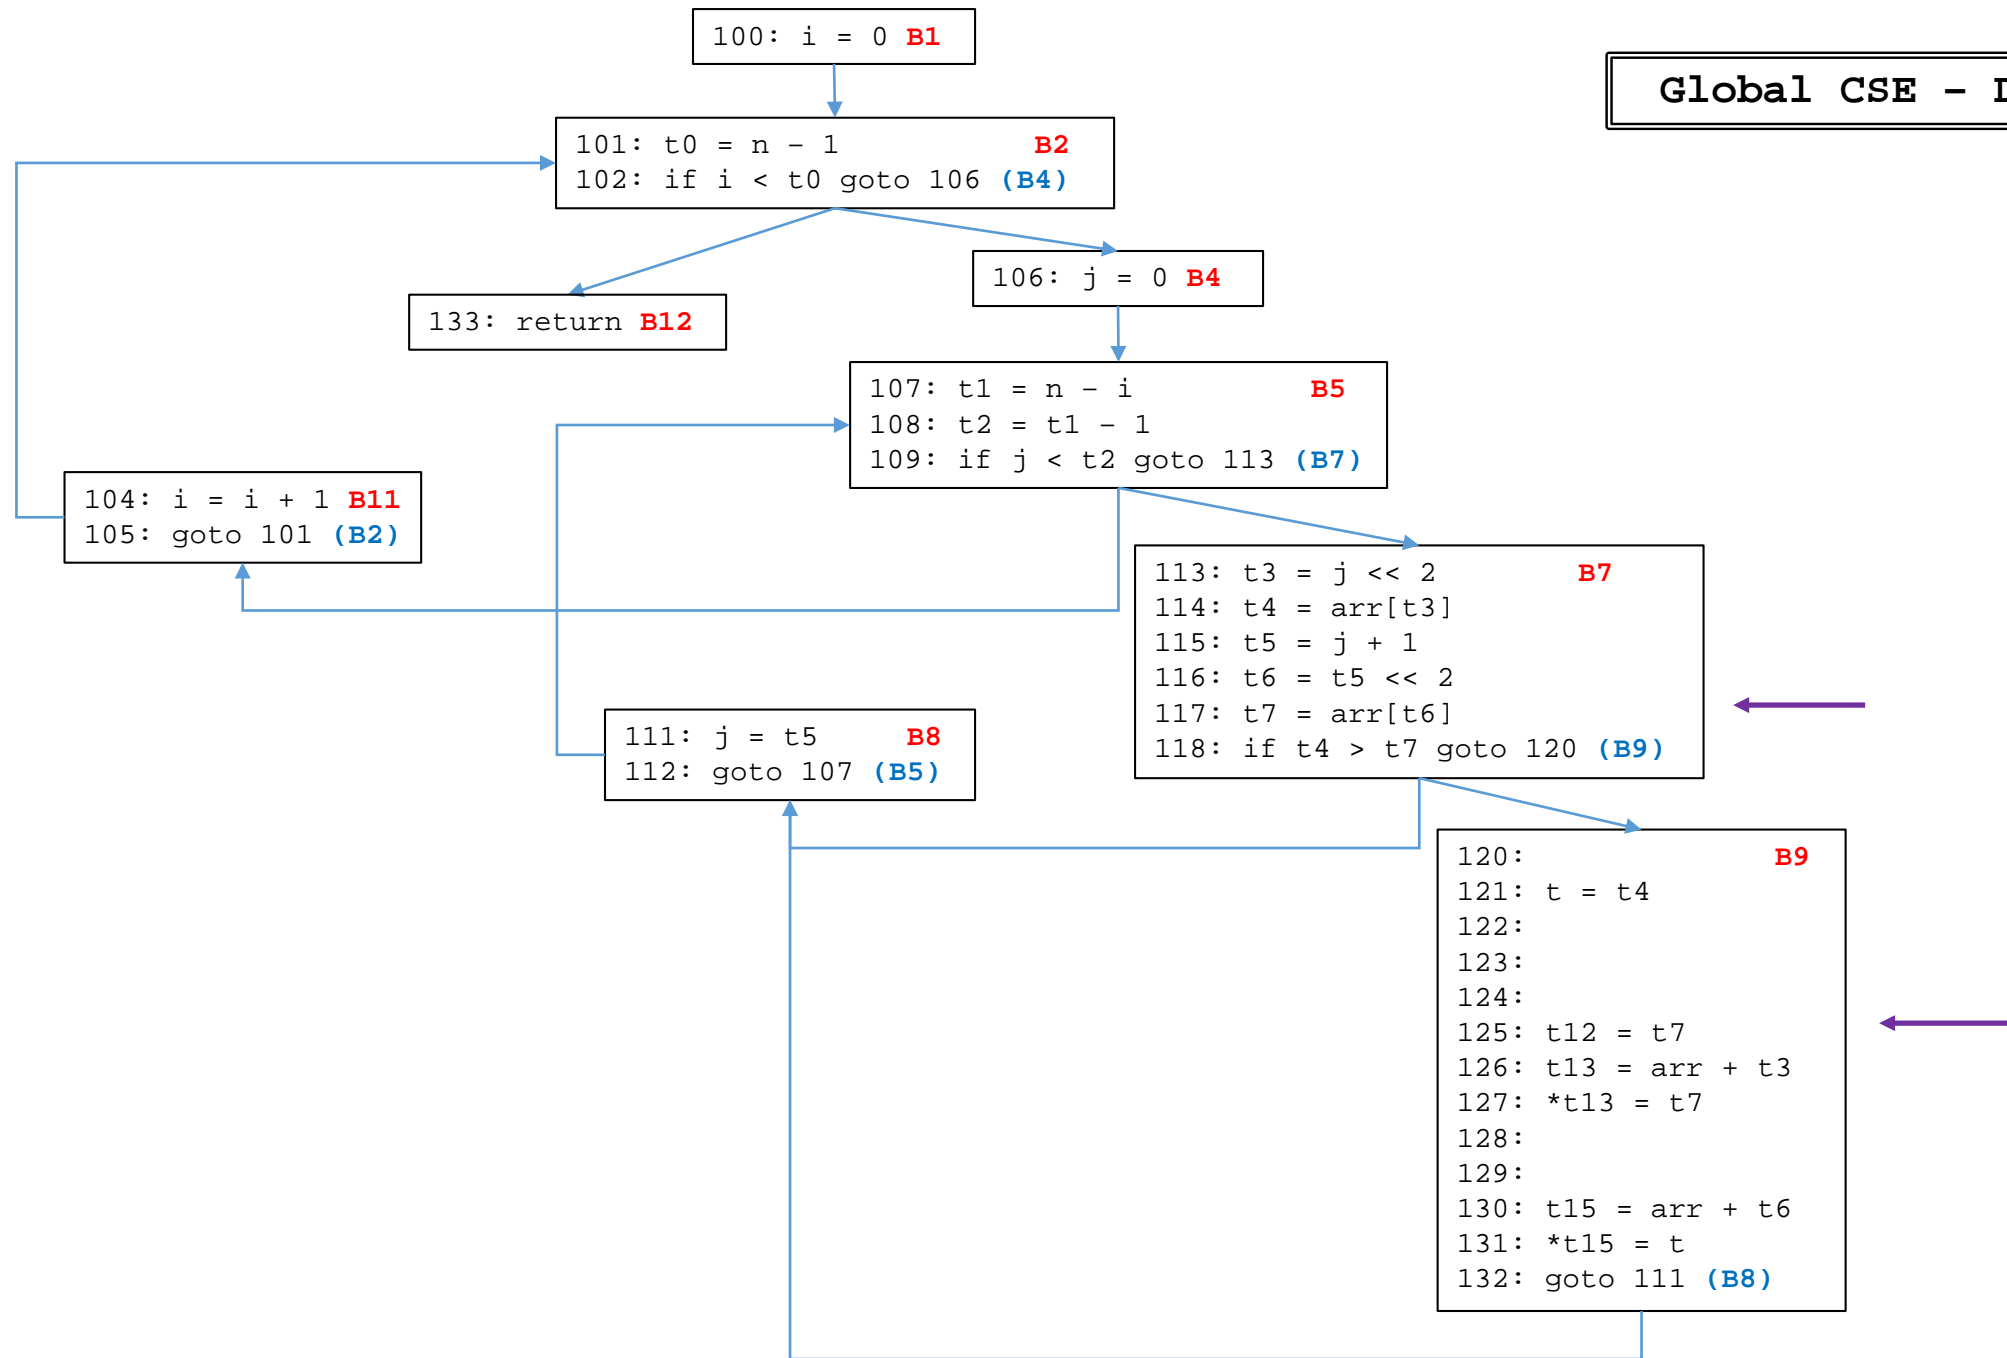 100: i = 0 B1
Global CSE –
101: t0 = n – 1 B2
102: if i < t0 goto 106 (B4)
106: j = 0 B4
133: return B12
107: t1 = n – i B5
108: t2 = t1 – 1
109: if j < t2 goto 113 (B7)
104: i = i + 1 B11
105: goto 101 (B2)
113: t3 = j << 2 B7
114: t4 = arr[t3]
115: t5 = j + 1
116: t6 = t5 << 2
117: t7 = arr[t6]
118: if t4 > t7 goto 120 (B9)
111: j = t5 B8
112: goto 107 (B5)
120: B9
121: t = t4
122:
123:
124:
125: t12 = t7
126: t13 = arr + t3
127: *t13 = t7
128:
129:
130: t15 = arr + t6
131: *t15 = t
132: goto 111 (B8)